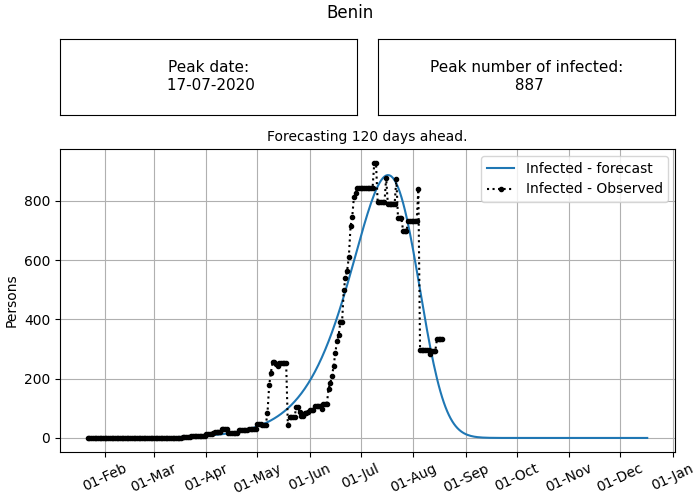 Benin
Peak date:
17-07-2020
Peak number of infected:
887
Forecasting 120 days ahead.
Infected - forecast
Infected - Observed
800
600
400
200
0
Persons
01-Feb
01-Mar
01-Apr
01-May
01-Jun
01-Jul
01-Aug
01-Sep
01-Oct
01-Nov
01-Dec
01-Jan